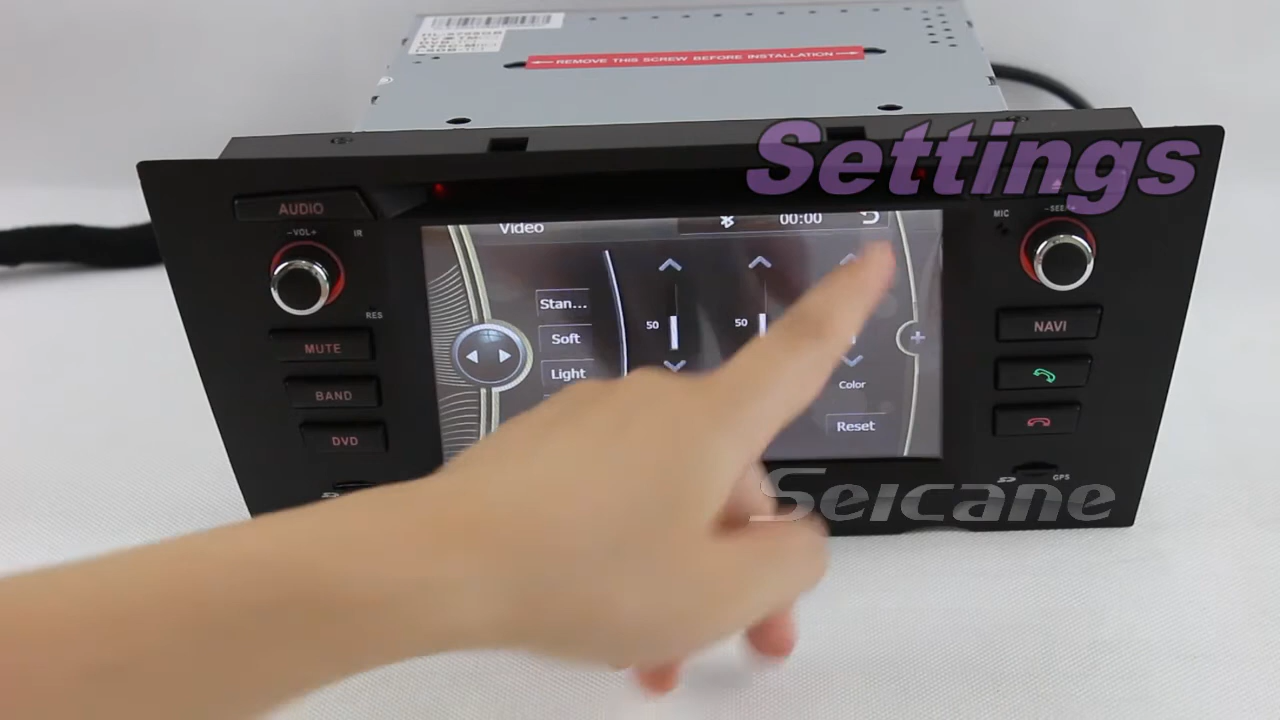 REMOVE THIS SCREW BEFORE INSTALLATION
Settings
AUDIO
-VOL+
IR
RES
MUTE
BAND
DVD
Video
00:00
Stan...
Soft
Light
50
50
Color
Reset
MIC
-SEEK+
NAVI
GPS
Seicane